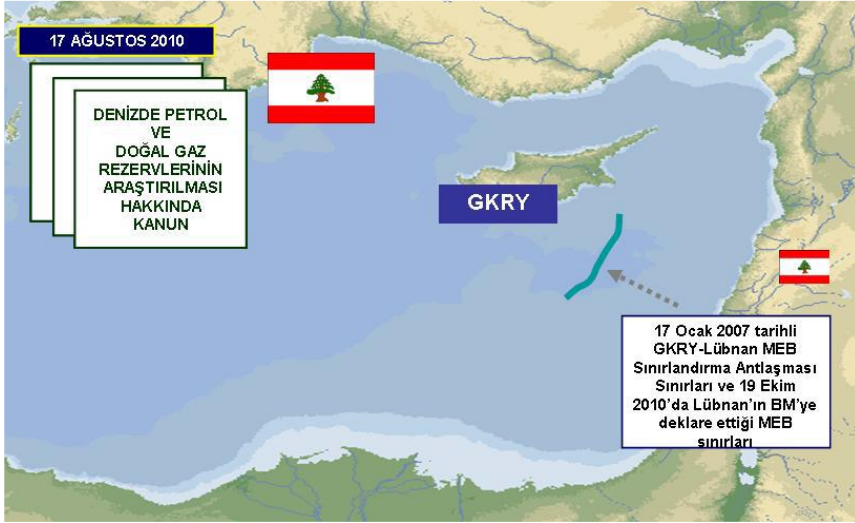 17 AĞUSTOS 2010
DENİZDE PETROL
VE
DOĞAL GAZ
REZERVLERİNİN
ARAŞTIRILMASI
HAKKINDA
KANUN
GKRY
17 Ocak 2007 tarihli
GKRY-Lübnan MEB
Sınırlandırma Antlaşması
Sınırları ve 19 Ekim
2010’da Lübnan’ın BM’ye
deklare ettiği MEB
sınırları